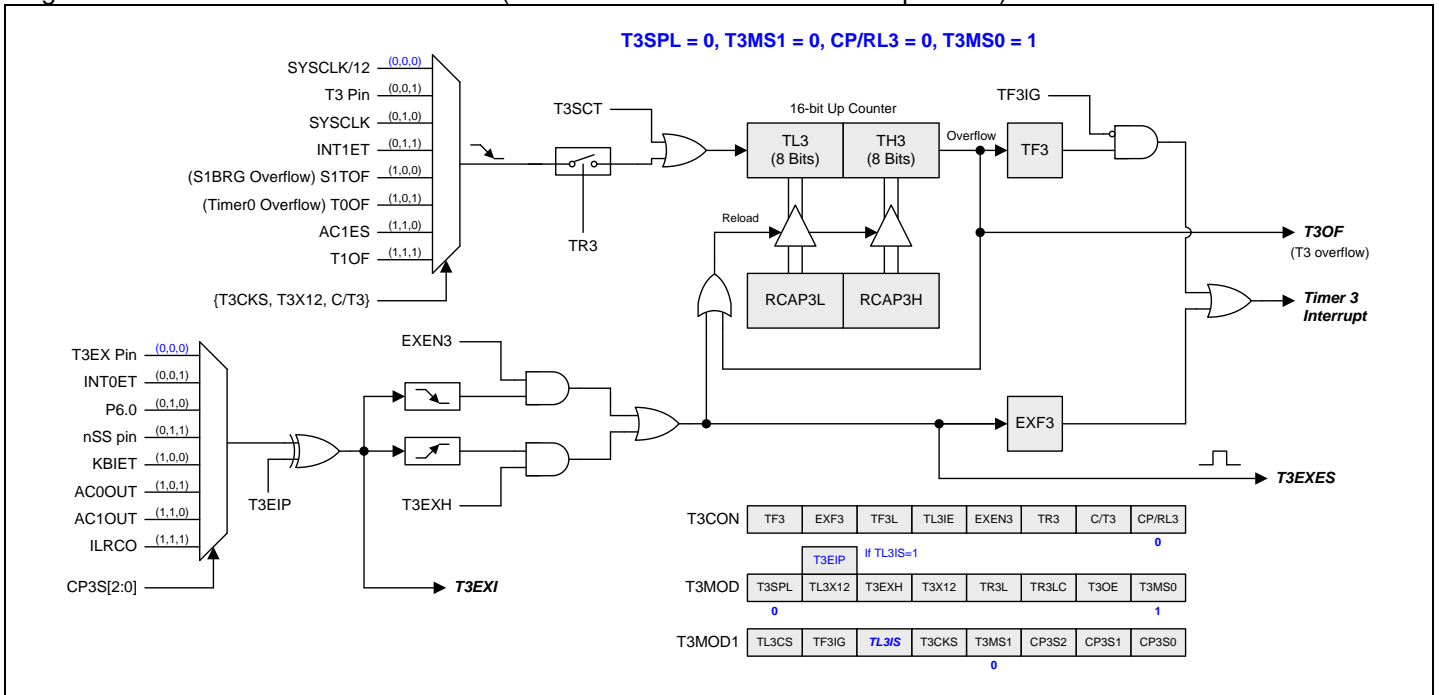 T3SPL = 0, T3MS1 = 0, CP/RL3 = 0, T3MS0 = 1
SYSCLK/12 (0,0,0)
T3 Pin (0,0,1)
SYSCLK (0,1,0)
INT1ET (0,1,1)
(S1BRG Overflow) S1TOF (1,0,0)
(Timer0 Overflow) T0OF (1,0,1)
AC1ES (1,1,0)
T1OF (1,1,1)
{T3CKS, T3X12, C/T3}
T3SCT
TR3
16-bit Up Counter
TL3
(8 Bits)
TH3
(8 Bits)
Overflow
TF3IG
TF3
Reload
RCAP3L
RCAP3H
T3OF
(T3 overflow)
Timer 3
Interrupt
T3EX Pin (0,0,0)
INT0ET (0,0,1)
P6.0 (0,1,0)
nSS pin (0,1,1)
KBIET (1,0,0)
AC0OUT (1,0,1)
AC1OUT (1,1,0)
ILRCO (1,1,1)
CP3S[2:0]
T3EIP
EXEN3
T3EXH
T3EXI
EXF3
T3EXES
T3CON TF3 EXF3 TF3L TL3IE EXEN3 TR3 C/T3 CP/RL3
0
T3EIP If TL3IS=1
T3MOD T3SPL TL3X12 T3EXH T3X12 TR3L TR3LC T3OE T3MS0
0 1
T3MOD1 TL3CS TF3IG TL3IS T3CKS T3MS1 CP3S2 CP3S1 CP3S0
0